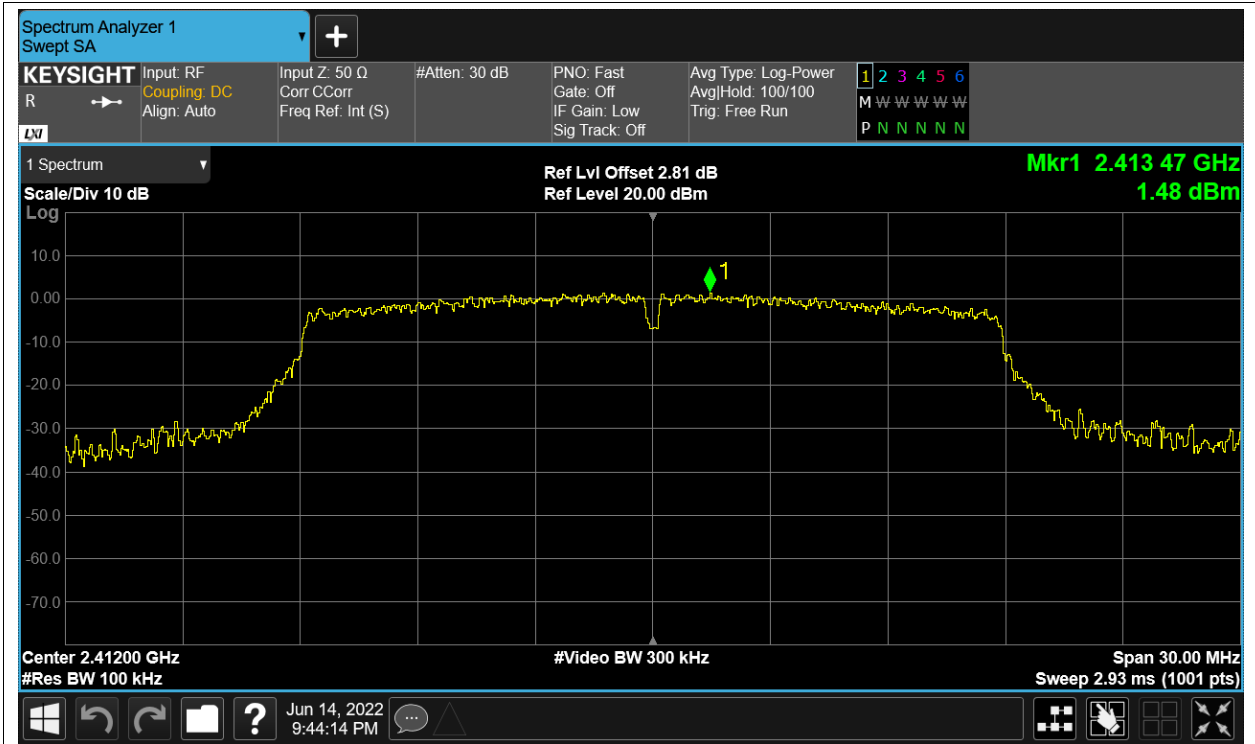 Spectrum Analyzer 1
Swept SA
KEYSIGHT
R
LXI
Input: RF
Coupling: DC
Align: Auto
Input Z: 50 Ω
Corr CCorr
Freq Ref: Int (S)
#Atten: 30 dB
PNO: Fast
Gate: Off
IF Gain: Low
Sig Track: Off
Avg Type: Log-Power
Avg|Hold: 100/100
Trig: Free Run
1 2 3 4 5 6
M W W W W W
P N N N N N
1 Spectrum
Scale/Div 10 dB
Log
Ref Lvl Offset 2.81 dB
Ref Level 20.00 dBm
Mkr1 2.413 47 GHz
1.48 dBm
1
10.0
0.00
-10.0
-20.0
-30.0
-40.0
-50.0
-60.0
-70.0
Center 2.41200 GHz
#Res BW 100 kHz
#Video BW 300 kHz
Span 30.00 MHz
Sweep 2.93 ms (1001 pts)
?
Jun 14, 2022
9:44:14 PM